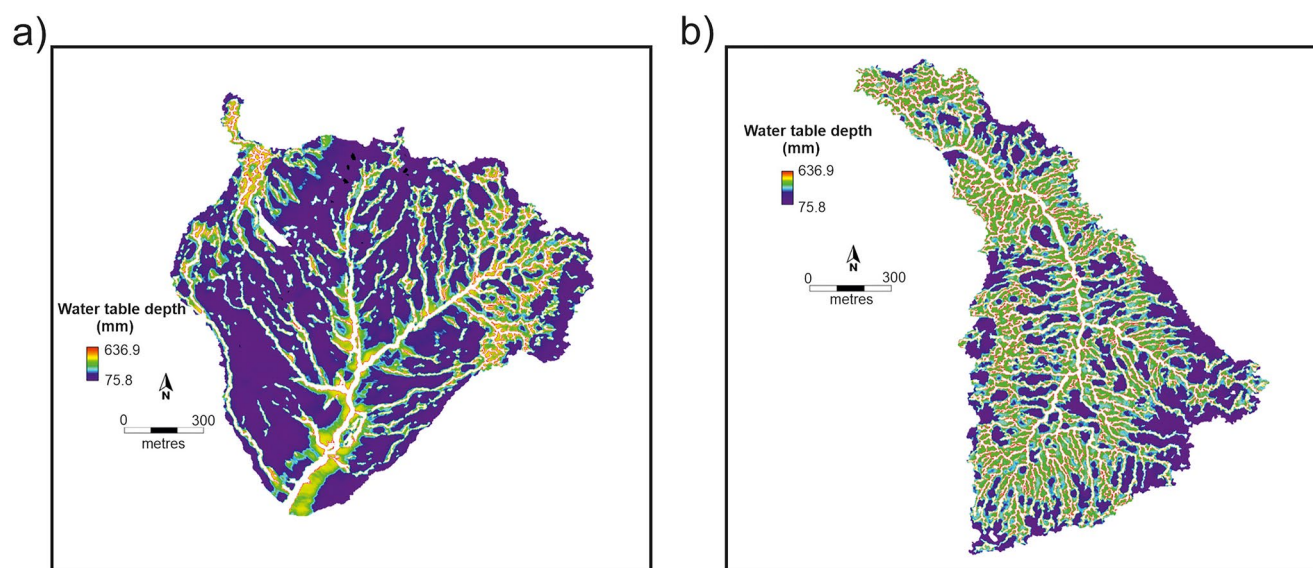 a)
Water table depth
(mm)
636.9
75.8
N
0 300
metres
b)
Water table depth
(mm)
636.9
75.8
N
0 300
metres